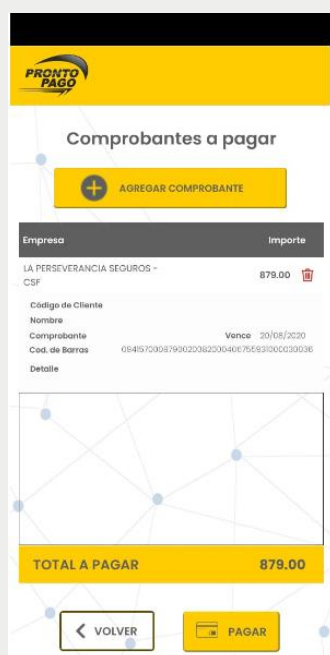 PRONTO
PAGO
Comprobantes a pagar
AGREGAR COMPROBANTE
Empresa Importe
LA PERSEVERANCIA SEGUROS - 879.00
CSF
Código de Cliente
Nombre
Comprobante Vence 20/08/2020
Cod. de Barras
Detalle
TOTAL A PAGAR 879.00
VOLVER PAGAR